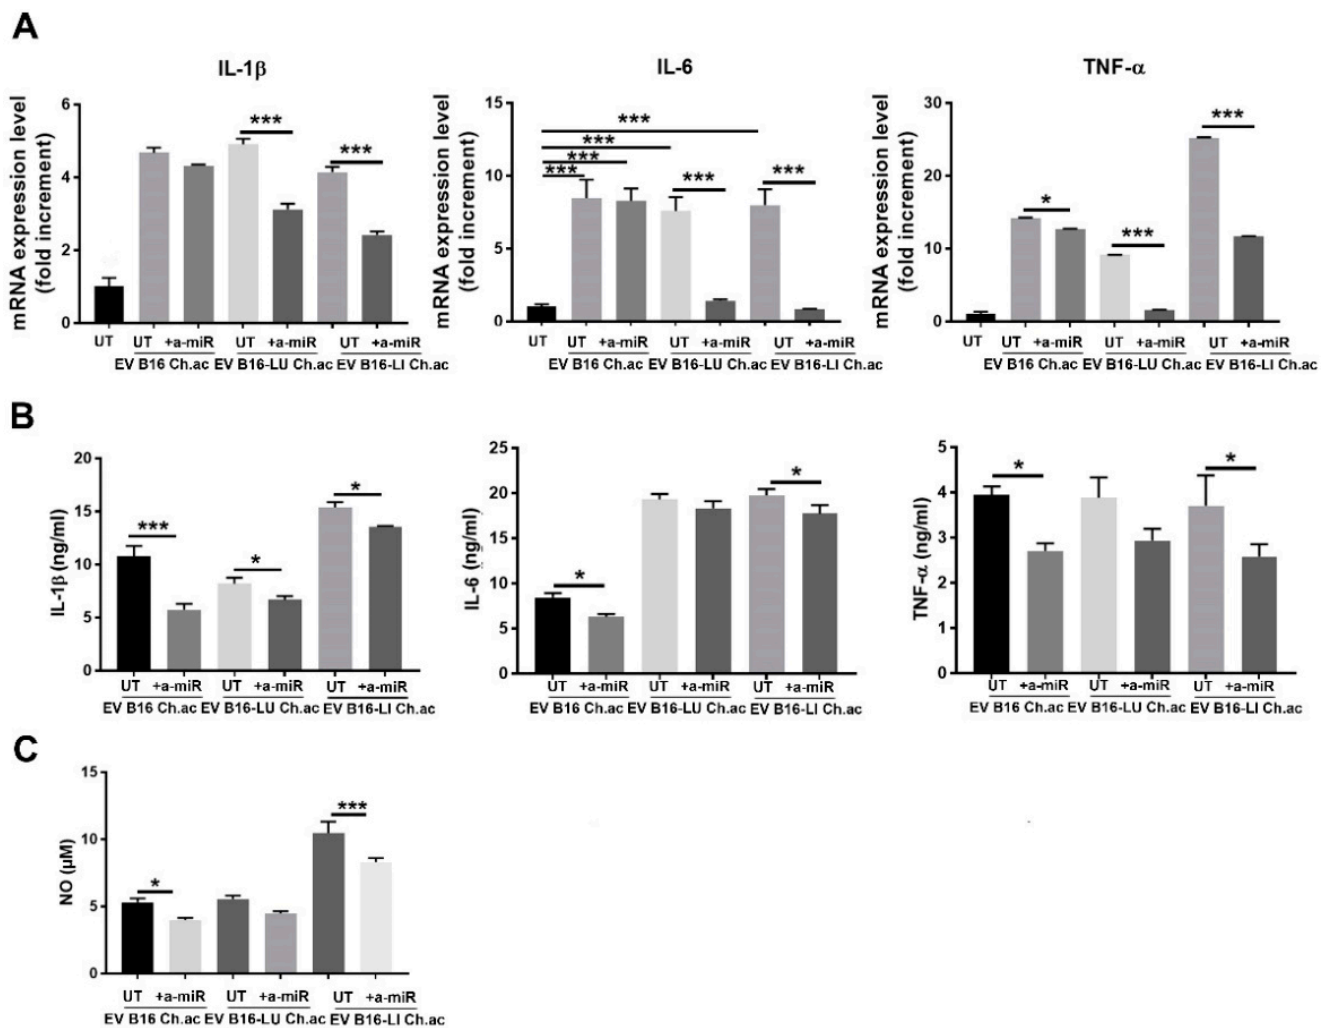 A
IL-1β
mRNA expression level
(fold increment)
6
4
2
0
*** ***
UT UT +a-miR UT +a-miR UT +a-miR
EV B16 Ch.ac EV B16-LU Ch.ac EV B16-LI Ch.ac
IL-6
mRNA expression level
(fold increment)
15
10
5
0
***
***
***
***
*** ***
UT UT +a-miR UT +a-miR UT +a-miR
EV B16 Ch.ac EV B16-LU Ch.ac EV B16-LI Ch.ac
TNF-α
mRNA expression level
(fold increment)
30
20
10
0
* *** ***
UT UT +a-miR UT +a-miR UT +a-miR
EV B16 Ch.ac EV B16-LU Ch.ac EV B16-LI Ch.ac
B
IL-1β (ng/ml)
20
15
10
5
0
*** * *
UT +a-miR UT +a-miR UT +a-miR
EV B16 Ch.ac EV B16-LU Ch.ac EV B16-LI Ch.ac
IL-6 (ng/ml)
25
20
15
10
5
0
* *
UT +a-miR UT +a-miR UT +a-miR
EV B16 Ch.ac EV B16-LU Ch.ac EV B16-LI Ch.ac
TNF-α (ng/ml)
5
4
3
2
1
0
* *
UT +a-miR UT +a-miR UT +a-miR
EV B16 Ch.ac EV B16-LU Ch.ac EV B16-LI Ch.ac
C
NO (µM)
15
10
5
0
* ***
UT +a-miR UT +a-miR UT +a-miR
EV B16 Ch.ac EV B16-LU Ch.ac EV B16-LI Ch.ac